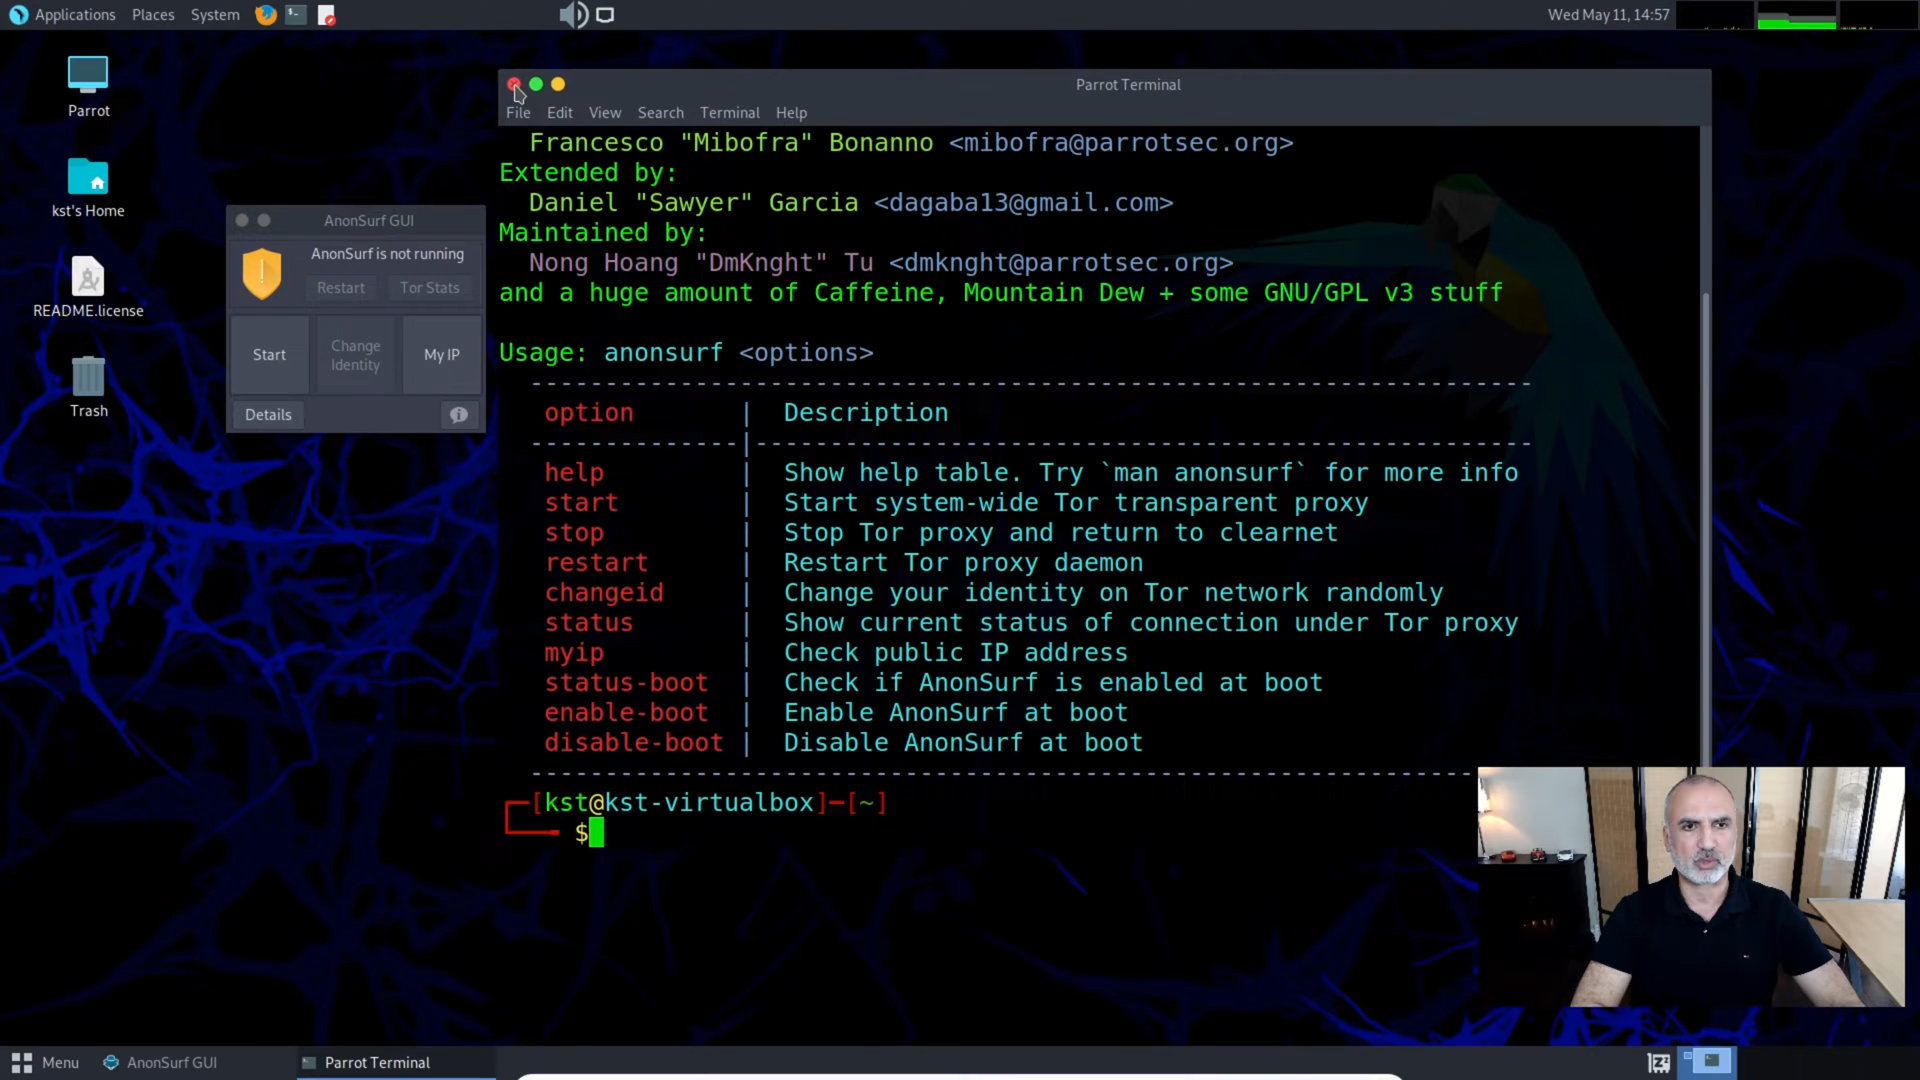 Applications Places System
Wed May 11, 14:57
Parrot
kst's Home
README.license
Trash
AnonSurf GUI
AnonSurf is not running
Restart Tor Stats
Start Change Identity My IP
Details
Parrot Terminal
File Edit View Search Terminal Help
Francesco "Mibofra" Bonanno <mibofra@parrotsec.org>
Extended by:
Daniel "Sawyer" Garcia <dagaba13@gmail.com>
Maintained by:
Nong Hoang "DmKnght" Tu <dmknght@parrotsec.org>
and a huge amount of Caffeine, Mountain Dew + some GNU/GPL v3 stuff
Usage: anonsurf <options>
option | Description
help | Show help table. Try `man anonsurf` for more info
start | Start system-wide Tor transparent proxy
stop | Stop Tor proxy and return to clearnet
restart | Restart Tor proxy daemon
changeid | Change your identity on Tor network randomly
status | Show current status of connection under Tor proxy
myip | Check public IP address
status-boot | Check if AnonSurf is enabled at boot
enable-boot | Enable AnonSurf at boot
disable-boot | Disable AnonSurf at boot
[kst@kst-virtualbox]-[~]
$
Menu AnonSurf GUI Parrot Terminal